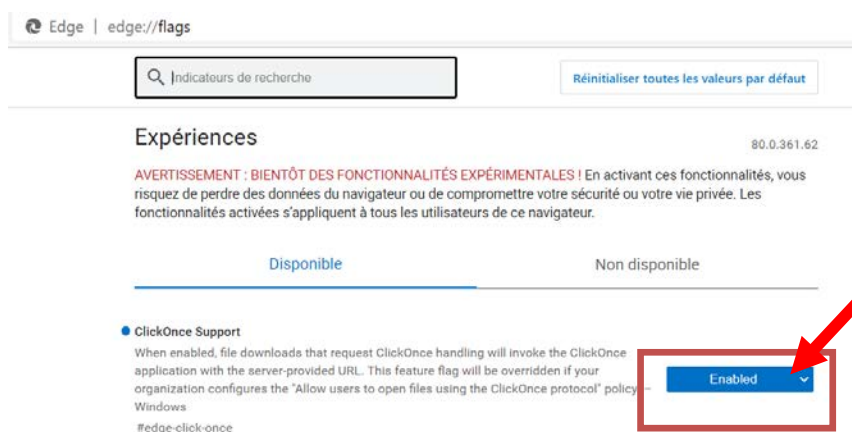 Edge | edge://flags
Indicateurs de recherche
Réinitialiser toutes les valeurs par défaut
Expériences
80.0.361.62
AVERTISSEMENT : BIENTÔT DES FONCTIONNALITÉS EXPÉRIMENTALES ! En activant ces fonctionnalités, vous
risquez de perdre des données du navigateur ou de compromettre votre sécurité ou votre vie privée. Les
fonctionnalités activées s'appliquent à tous les utilisateurs de ce navigateur.
Disponible
Non disponible
ClickOnce Support
When enabled, file downloads that request ClickOnce handling will invoke the ClickOnce
application with the server-provided URL. This feature flag will be overridden if your
organization configures the "Allow users to open files using the ClickOnce protocol" policy. –
Windows
#edge-click-once
Enabled